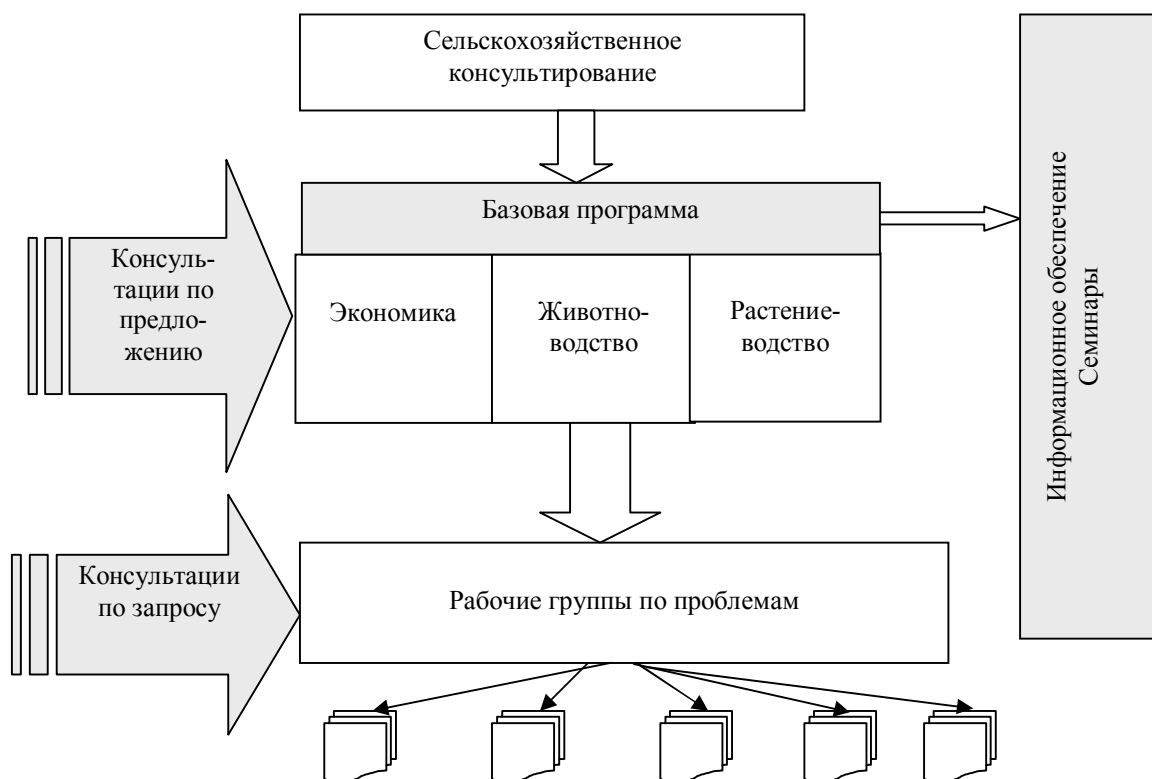 Сельскохозяйственное
консультирование
Базовая программа
Консуль-
тации по
предло-
жению
Экономика
Животно-
водство
Растение-
водство
Информационное обеспечение
Семинары
Консультации
по запросу
Рабочие группы по проблемам